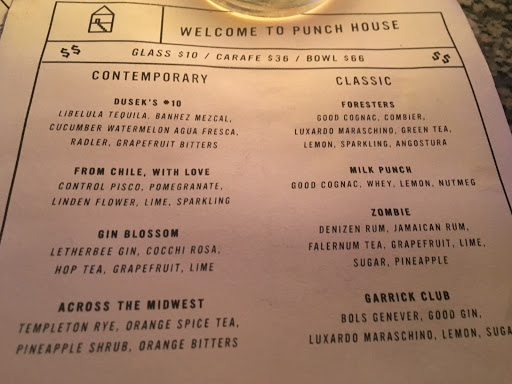 WELCOME TO PUNCH HOUSE
$$ GLASS $10 / CARAFE $36 / BOWL $66 $$
CONTEMPORARY
DUSEK'S #10
LIBELULA TEQUILA, BANHEZ MEZCAL,
CUCUMBER WATERMELON AGUA FRESCA,
RADLER, GRAPEFRUIT BITTERS
FROM CHILE, WITH LOVE
CONTROL PISCO, POMEGRANATE,
LINDEN FLOWER, LIME, SPARKLING
GIN BLOSSOM
LETHERBEE GIN, COCCHI ROSA,
HOP TEA, GRAPEFRUIT, LIME
ACROSS THE MIDWEST
TEMPLETON RYE, ORANGE SPICE TEA,
PINEAPPLE SHRUB, ORANGE BITTERS
CLASSIC
FORESTERS
GOOD COGNAC, COMBIER,
LUXARDO MARASCHINO, GREEN TEA,
LEMON, SPARKLING, ANGOSTURA
MILK PUNCH
GOOD COGNAC, WHEY, LEMON, NUTMEG
ZOMBIE
DENIZEN RUM, JAMAICAN RUM,
FALERNUM TEA, GRAPEFRUIT, LIME,
SUGAR, PINEAPPLE
GARRICK CLUB
BOLS GENEVER, GOOD GIN,
LUXARDO MARASCHINO, LEMON, SUGA